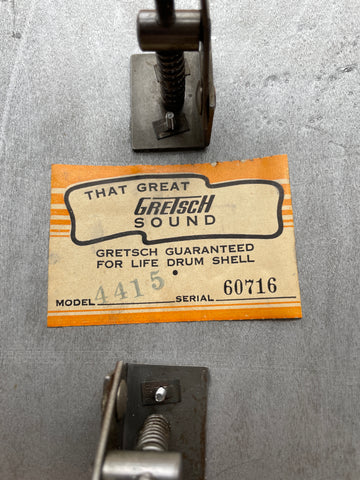 THAT GREAT
GRETSCH
SOUND
GRETSCH GUARANTEED
FOR LIFE DRUM SHELL
MODEL 4415 SERIAL 60716